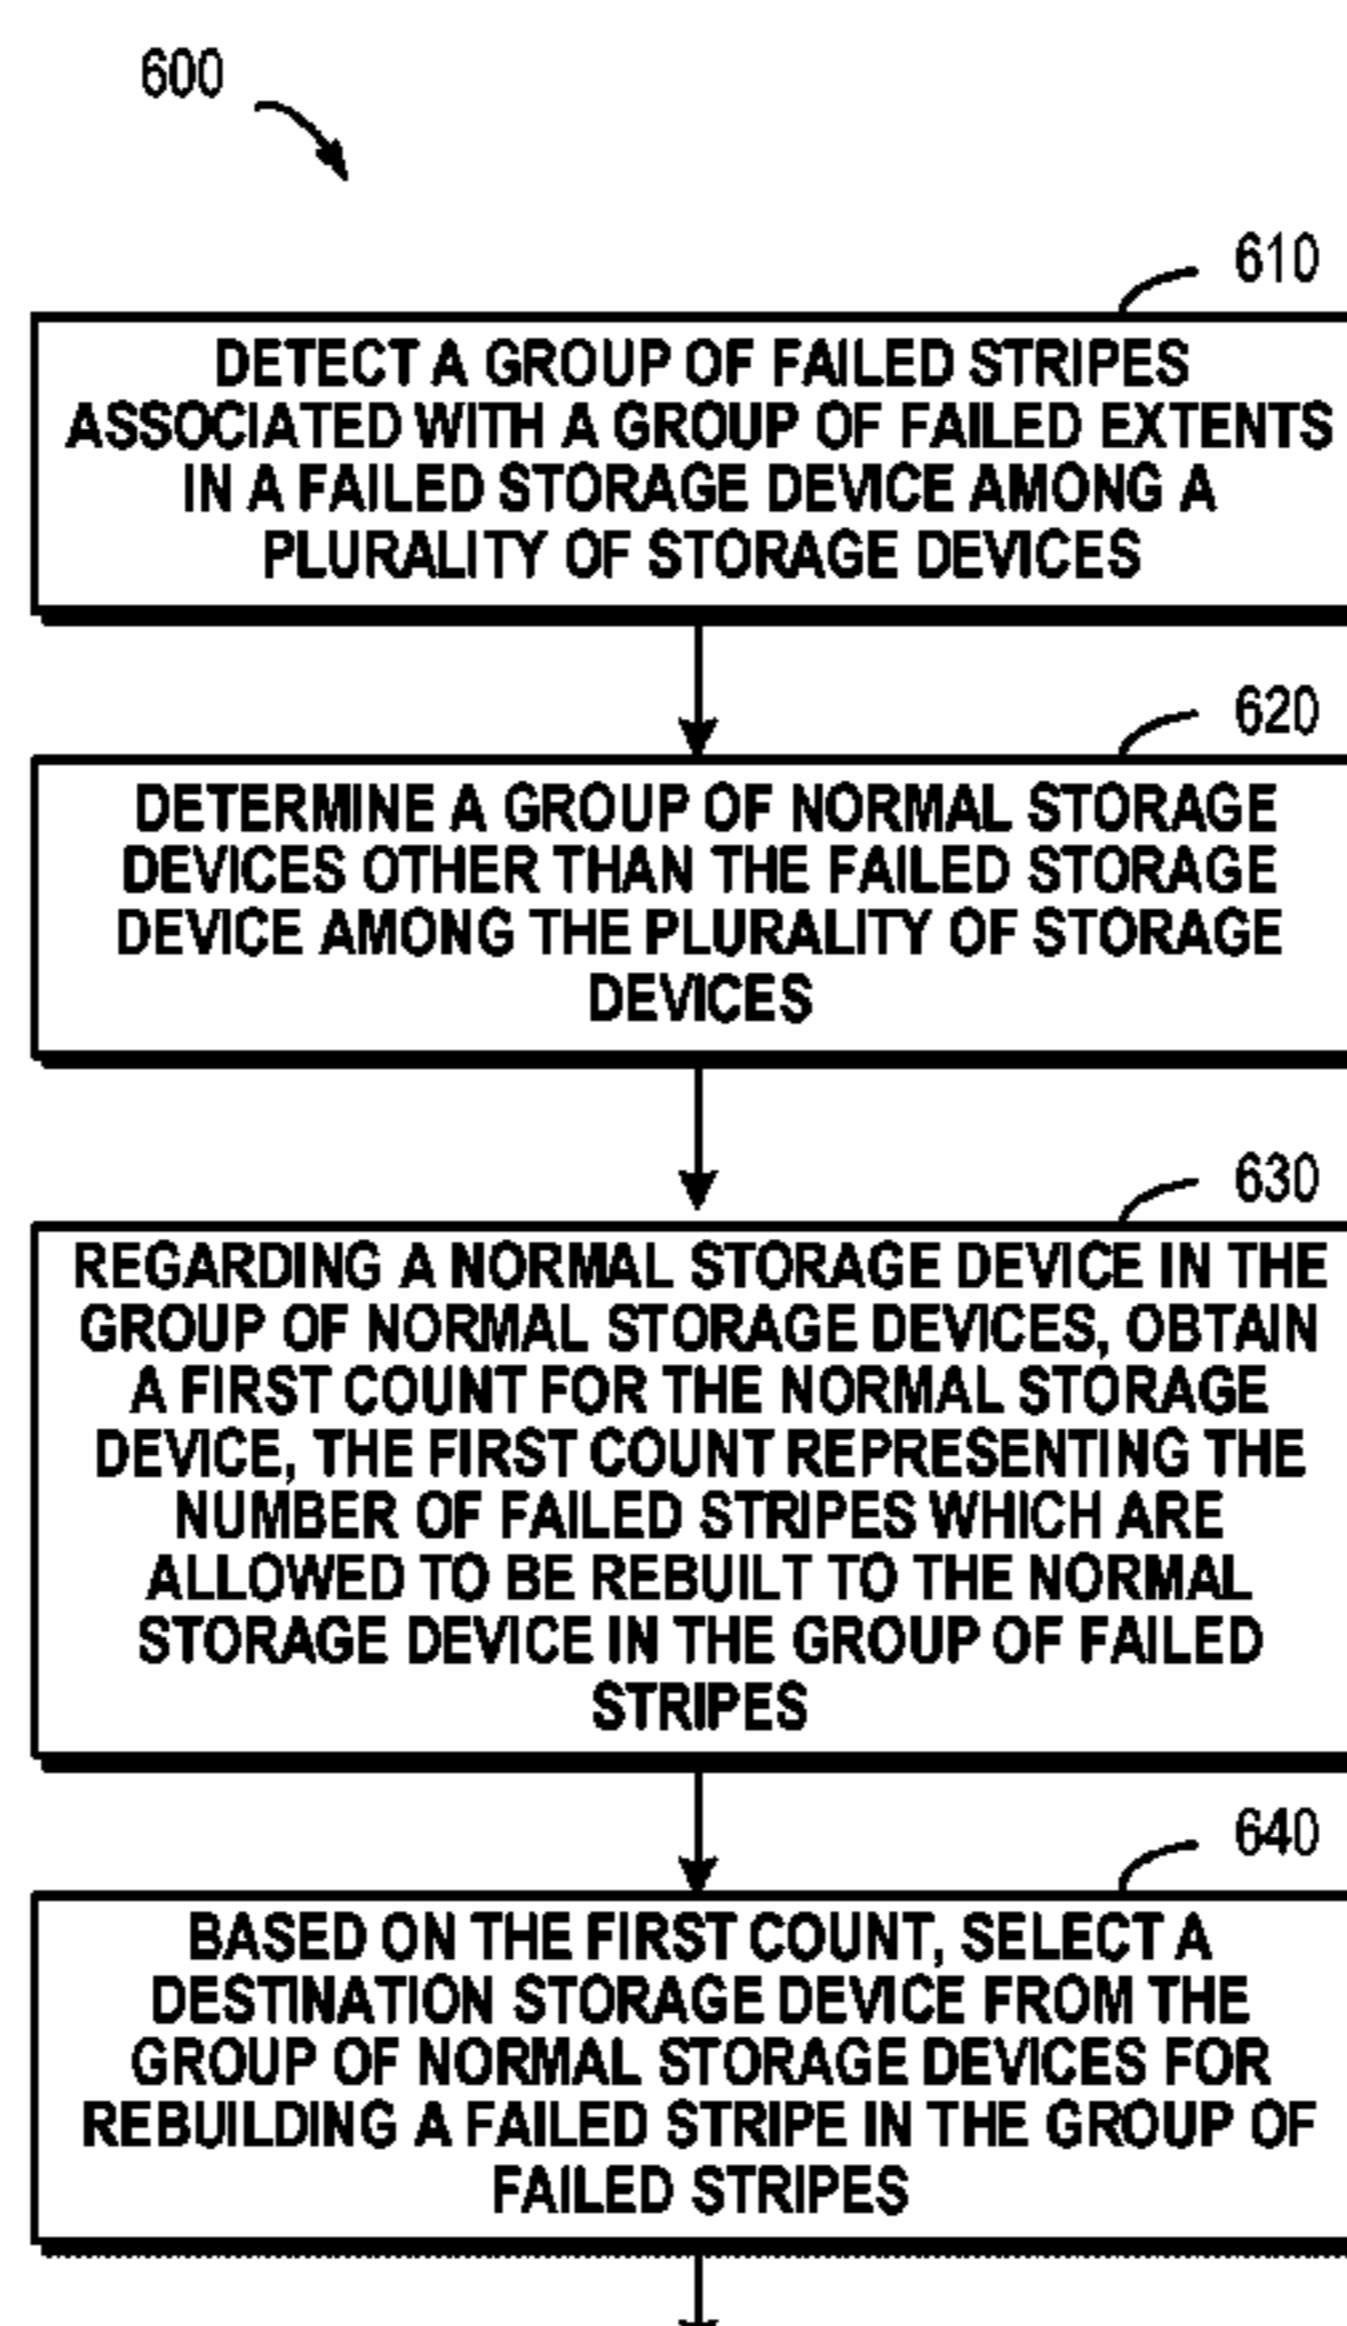 600
610
DETECT A GROUP OF FAILED STRIPES
ASSOCIATED WITH A GROUP OF FAILED EXTENTS
IN A FAILED STORAGE DEVICE AMONG A
PLURALITY OF STORAGE DEVICES
620
DETERMINE A GROUP OF NORMAL STORAGE
DEVICES OTHER THAN THE FAILED STORAGE
DEVICE AMONG THE PLURALITY OF STORAGE
DEVICES
630
REGARDING A NORMAL STORAGE DEVICE IN THE
GROUP OF NORMAL STORAGE DEVICES, OBTAIN
A FIRST COUNT FOR THE NORMAL STORAGE
DEVICE, THE FIRST COUNT REPRESENTING THE
NUMBER OF FAILED STRIPES WHICH ARE
ALLOWED TO BE REBUILT TO THE NORMAL
STORAGE DEVICE IN THE GROUP OF FAILED
STRIPES
640
BASED ON THE FIRST COUNT, SELECT A
DESTINATION STORAGE DEVICE FROM THE
GROUP OF NORMAL STORAGE DEVICES FOR
REBUILDING A FAILED STRIPE IN THE GROUP OF
FAILED STRIPES